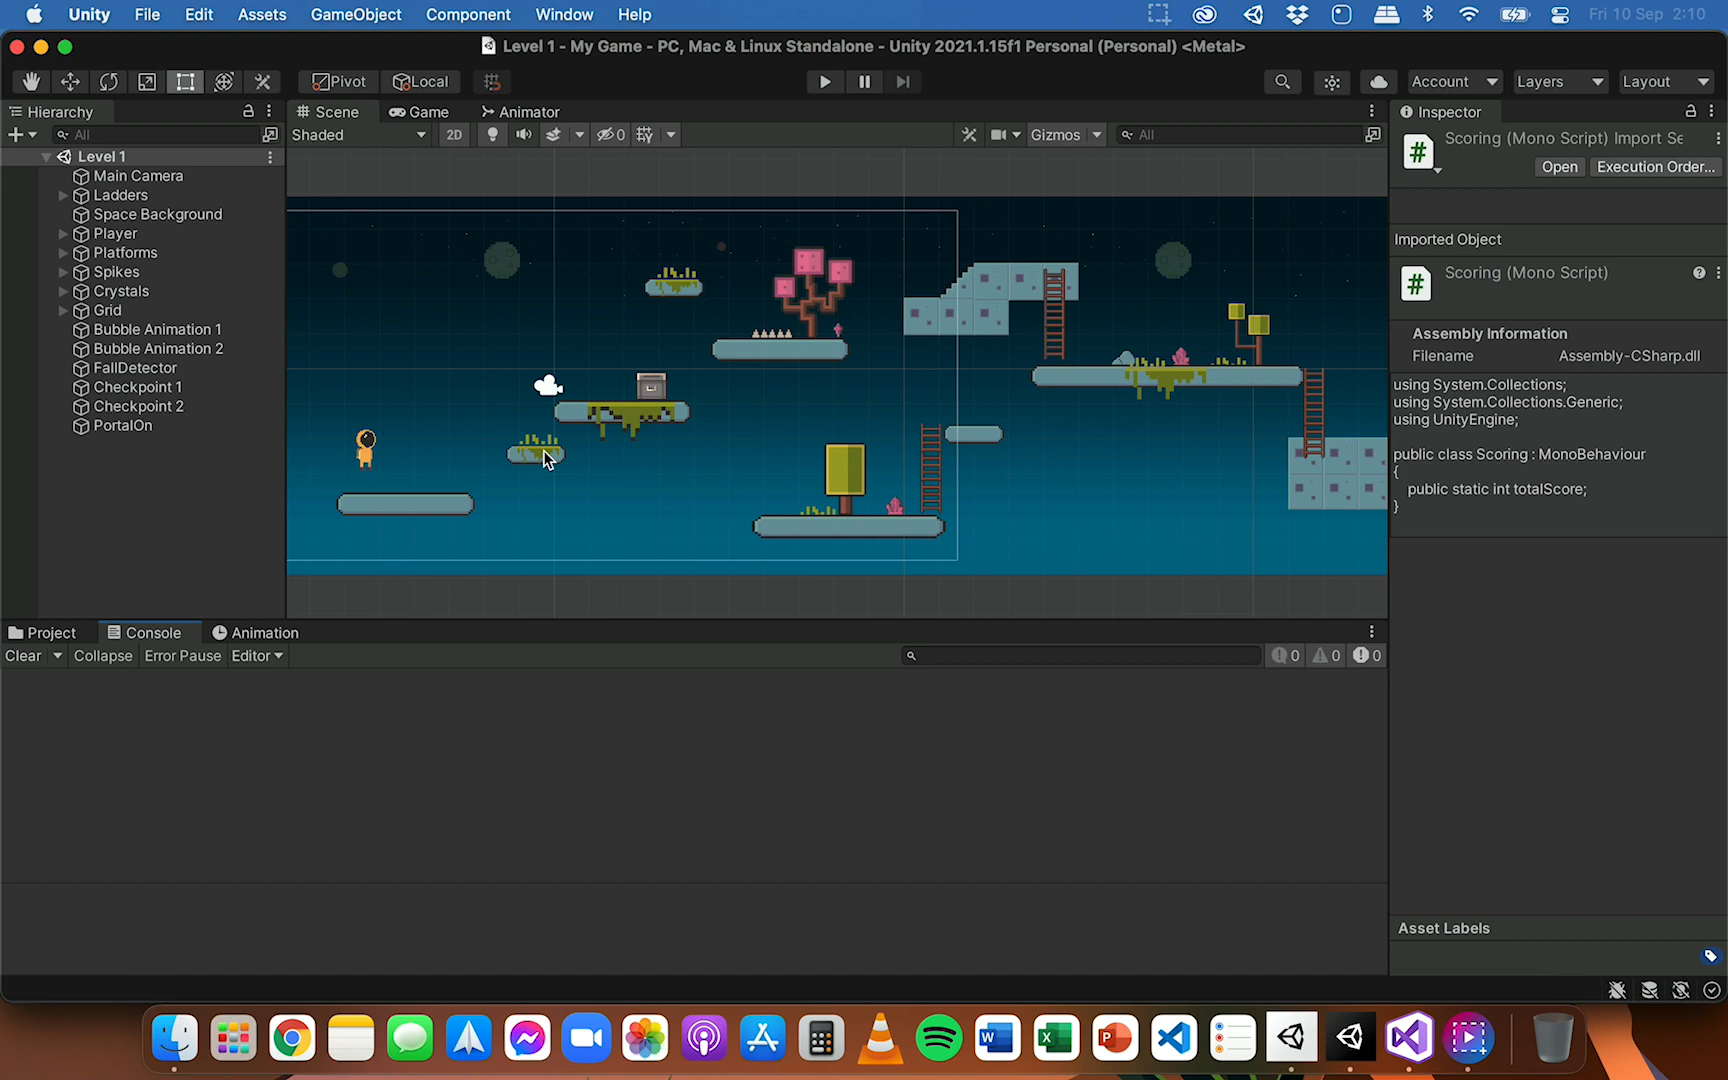 Unity File Edit Assets GameObject Component Window Help Fri 10 Sep 2:10
Level 1 - My Game - PC, Mac & Linux Standalone - Unity 2021.1.15f1 Personal (Personal) <Metal>
Pivot Local Account Layers Layout
Hierarchy Scene Game Animator Inspector
All Shaded 2D 0 Gizmos All
Scoring (Mono Script) Import Se
Open Execution Order...
Level 1
Main Camera
Ladders
Space Background
Player
Platforms
Spikes
Crystals
Grid
Bubble Animation 1
Bubble Animation 2
FallDetector
Checkpoint 1
Checkpoint 2
PortalOn
Imported Object
Scoring (Mono Script)
Assembly Information
Filename Assembly-CSharp.dll
using System.Collections;
using System.Collections.Generic;
using UnityEngine;
public class Scoring : MonoBehaviour
{
public static int totalScore;
}
Project Console Animation
Clear Collapse Error Pause Editor 0 0 0
Asset Labels